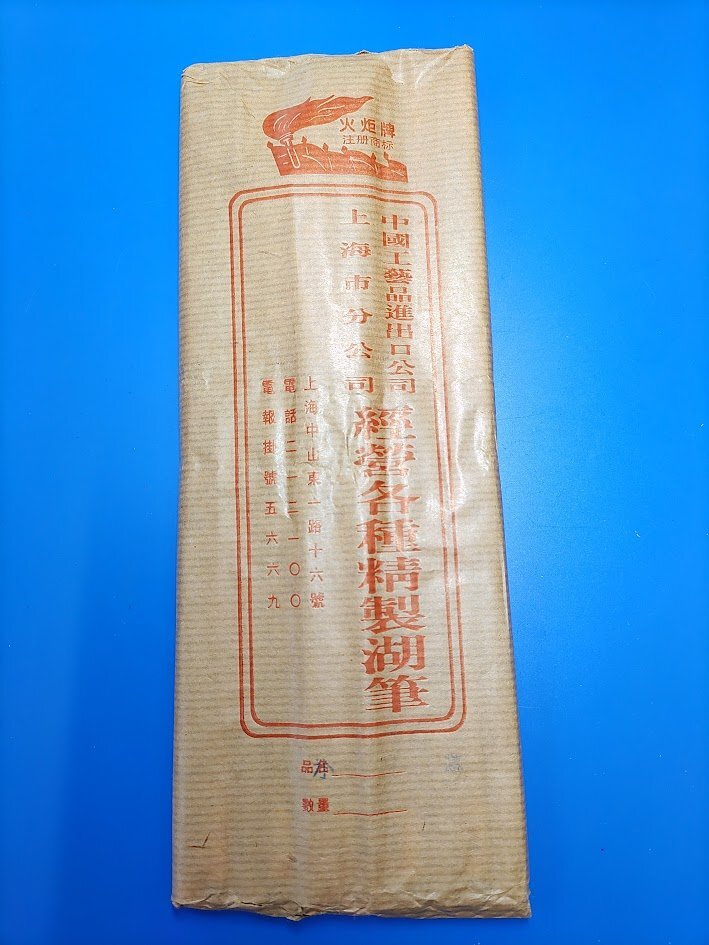 火炬牌
注册商标
中國工藝品進出口公司
上海市分公司
經營各種精製湖筆
上海中山東一路十六號
電話二一二一〇〇
電報掛號五六六九
品名
小
數量